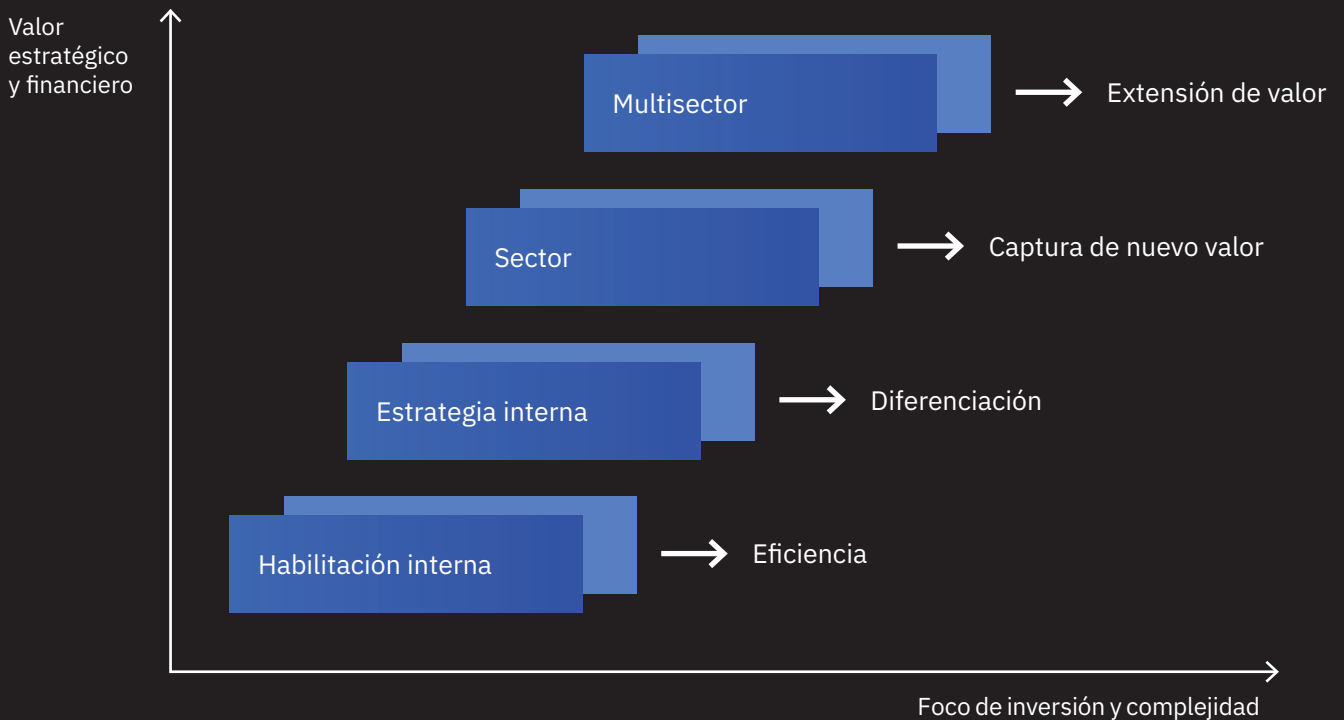 Valor
estratégico
y financiero
Multisector
Extensión de valor
Sector
Captura de nuevo valor
Estrategia interna
Diferenciación
Habilitación interna
Eficiencia
Foco de inversión y complejidad